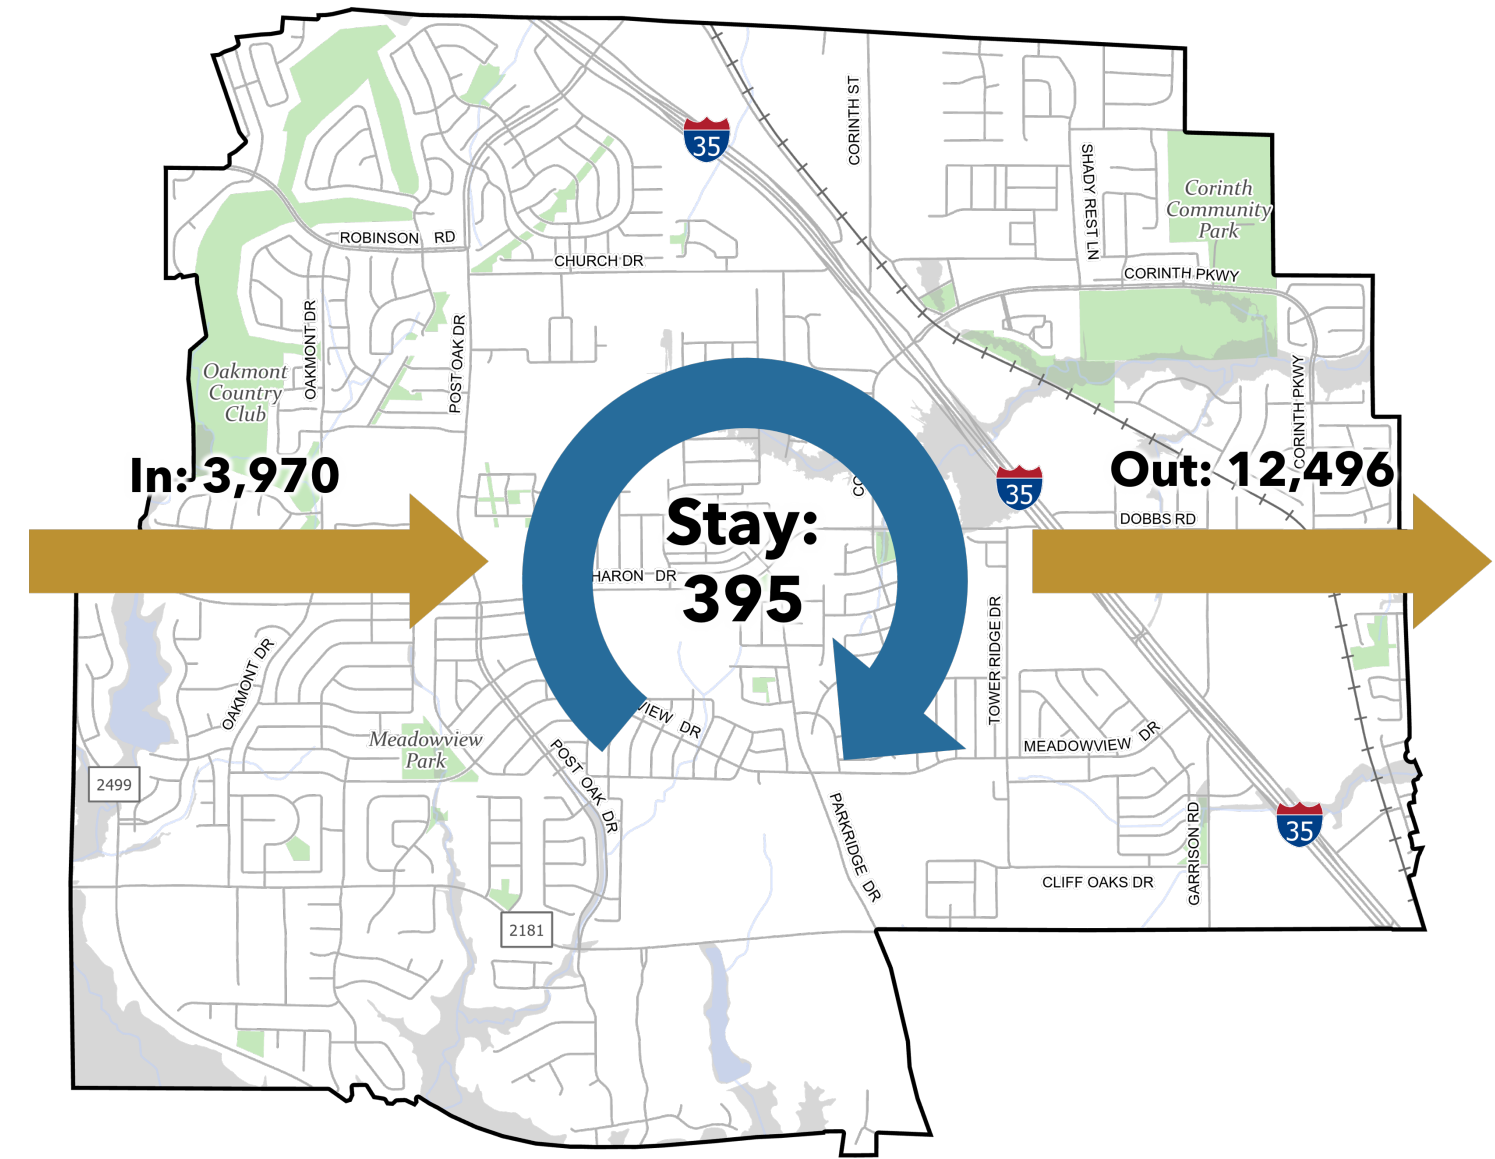 35
CORINTH ST
SHADY REST LN
Corinth
Community
Park
ROBINSON RD
CHURCH DR
CORINTH PKWY
OAKMONT DR
POST OAK DR
Oakmont
Country
Club
CORINTH PKWY
In: 3,970
Out: 12,496
CO
35
Stay:
395
DOBBS RD
HARON DR
OAKMONT DR
TOWER RIDGE DR
VIEW DR
Meadowview
Park
MEADOWVIEW DR
POST OAK DR
2499
PARKRIDGE DR
GARRISON RD
35
CLIFF OAKS DR
2181